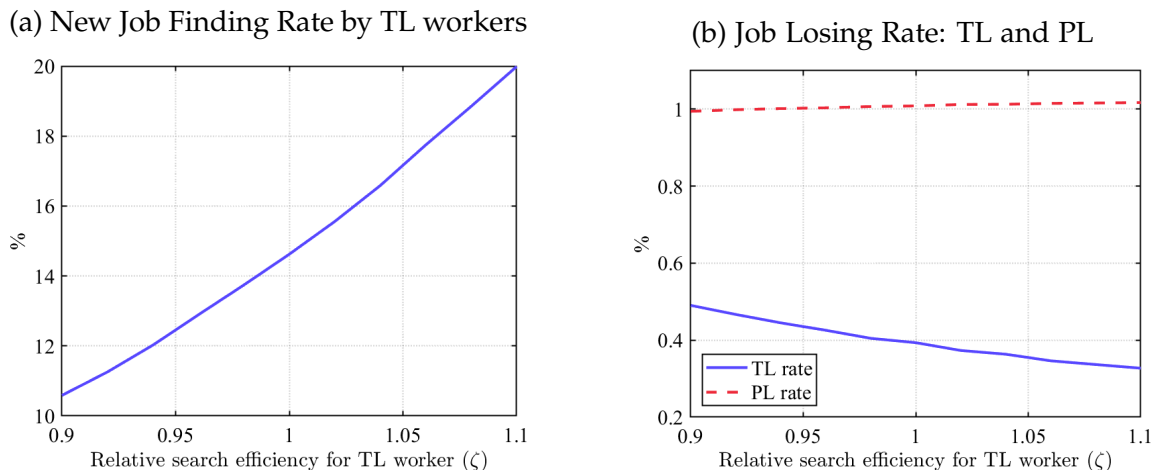 (a) New Job Finding Rate by TL workers
20
18
16
14
12
10
%
0.9 0.95 1 1.05 1.1
Relative search efficiency for TL worker (ζ)
(b) Job Losing Rate: TL and PL
1
0.8
0.6
0.4
0.2
%
TL rate
PL rate
0.9 0.95 1 1.05 1.1
Relative search efficiency for TL worker (ζ)